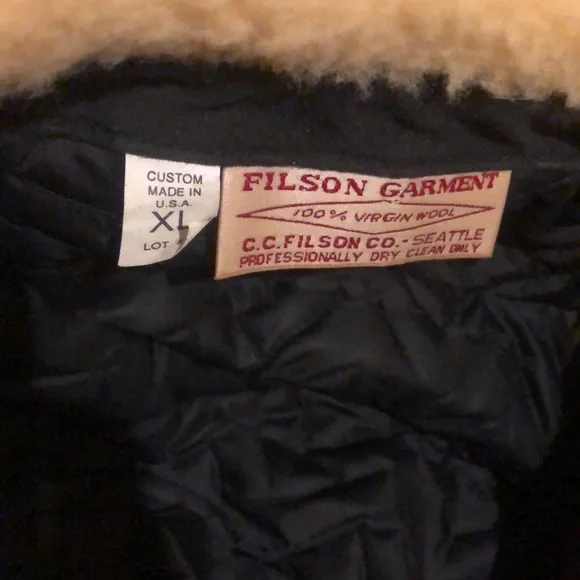 CUSTOM
MADE IN
U.S.A.
XL
LOT
FILSON GARMENT
100% VIRGIN WOOL
C.C. FILSON CO. - SEATTLE
PROFESSIONALLY DRY CLEAN ONLY